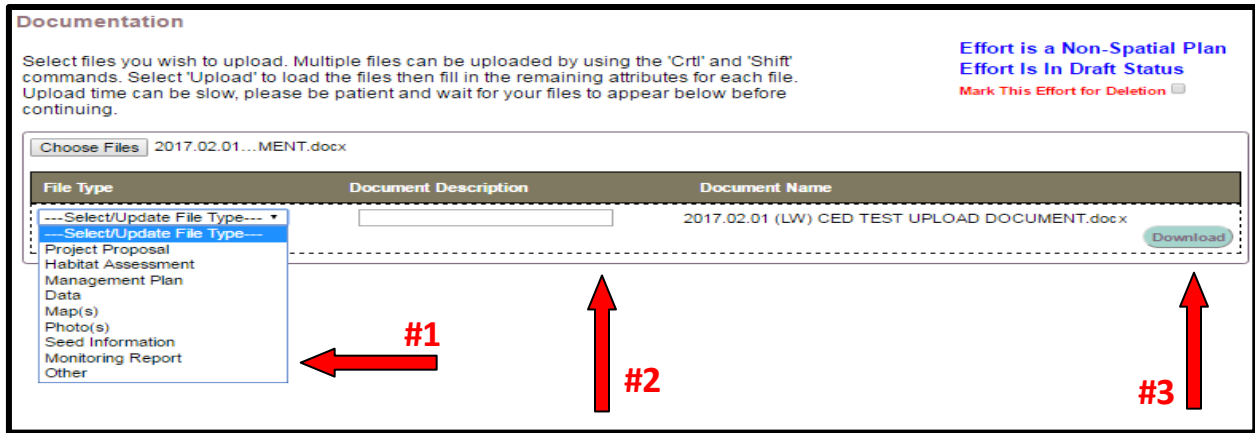 Documentation
Select files you wish to upload. Multiple files can be uploaded by using the 'Crtl' and 'Shift'
commands. Select 'Upload' to load the files then fill in the remaining attributes for each file.
Upload time can be slow, please be patient and wait for your files to appear below before
continuing.
Effort is a Non-Spatial Plan
Effort Is In Draft Status
Mark This Effort for Deletion
Choose Files 2017.02.01...MENT.docx
File Type Document Description Document Name
---Select/Update File Type---
2017.02.01 (LW) CED TEST UPLOAD DOCUMENT.docx
Download
---Select/Update File Type---
Project Proposal
Habitat Assessment
Management Plan
Data
Map(s)
Photo(s)
Seed Information
Monitoring Report
Other
#1
#2
#3